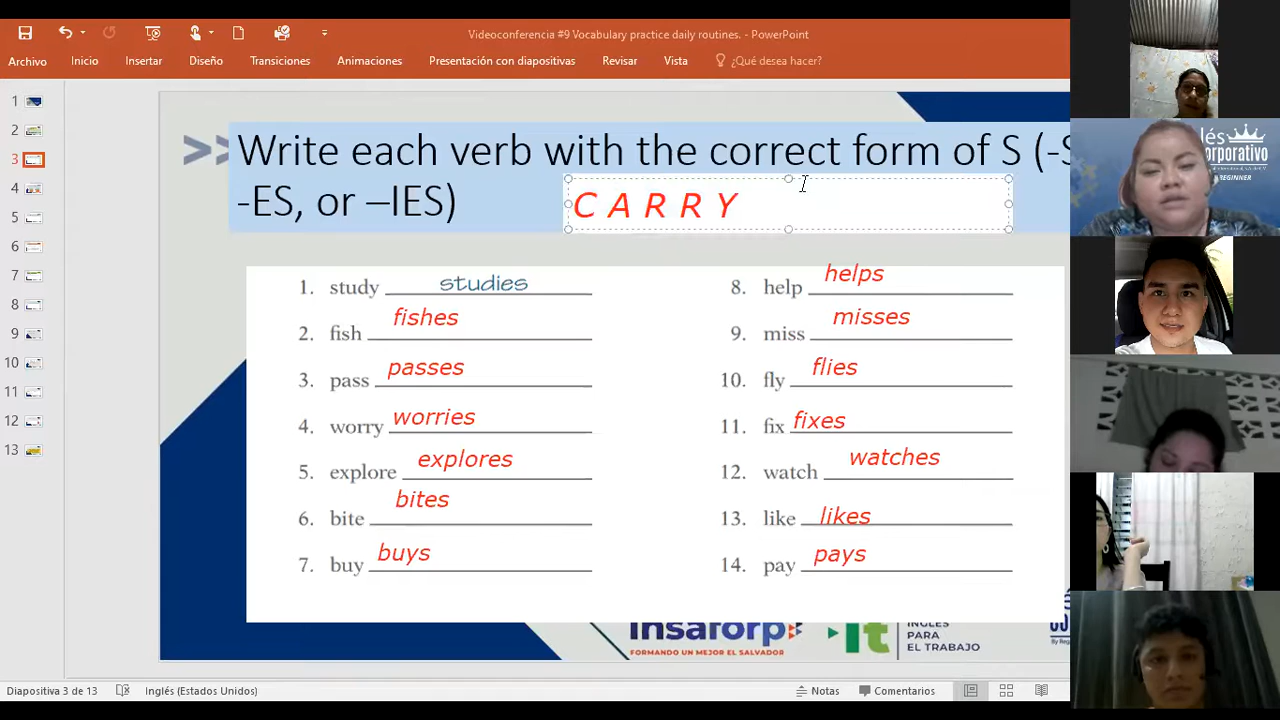 Videoconferencia #9 Vocabulary practice daily routines. - PowerPoint
Archivo Inicio Insertar Diseño Transiciones Animaciones Presentación con diapositivas Revisar Vista ¿Qué desea hacer?
>> Write each verb with the correct form of S (-S
-ES, or –IES) C A R R Y
1. study studies
2. fish fishes
3. pass passes
4. worry worries
5. explore explores
6. bite bites
7. buy buys
8. help helps
9. miss misses
10. fly flies
11. fix fixes
12. watch watches
13. like likes
14. pay pays
1
2
3
4
5
6
7
8
9
10
11
12
13
insaforp
FORMANDO UN MEJOR EL SALVADOR
it
INGLÉS
PARA
EL TRABAJO
BEGINNER
Diapositiva 3 de 13 Inglés (Estados Unidos) Notas Comentarios